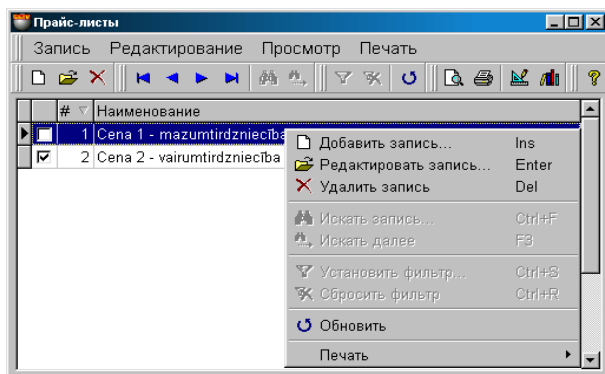 Прайс-листы
Запись Редактирование Просмотр Печать
# Наименование
1 Cena 1 - mazumtirdzniecība
2 Cena 2 - vairumtirdzniecība
Добавить запись... Ins
Редактировать запись... Enter
Удалить запись Del
Искать запись... Ctrl+F
Искать далее F3
Установить фильтр... Ctrl+S
Сбросить фильтр Ctrl+R
Обновить
Печать